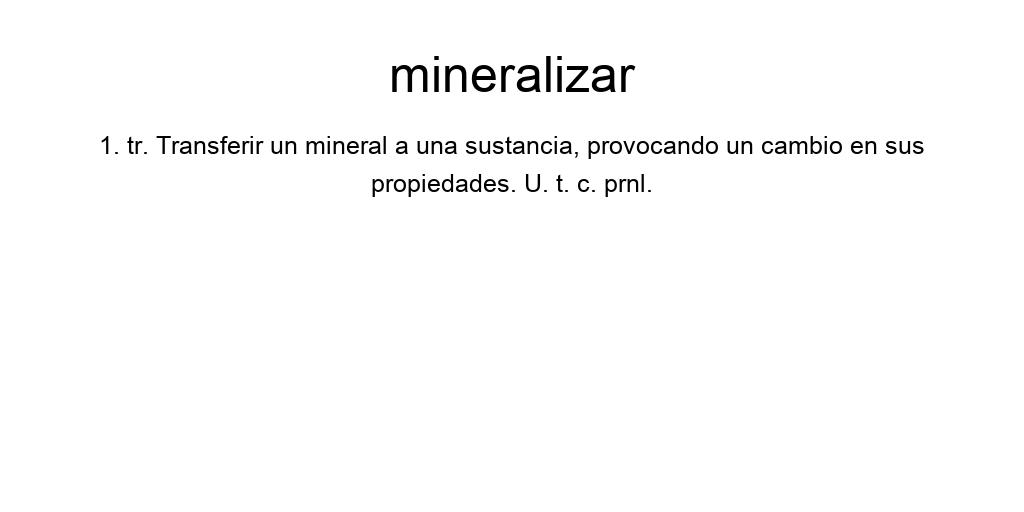 mineralizar
1. tr. Transferir un mineral a una sustancia, provocando un cambio en sus
propiedades. U. t. c. prnl.